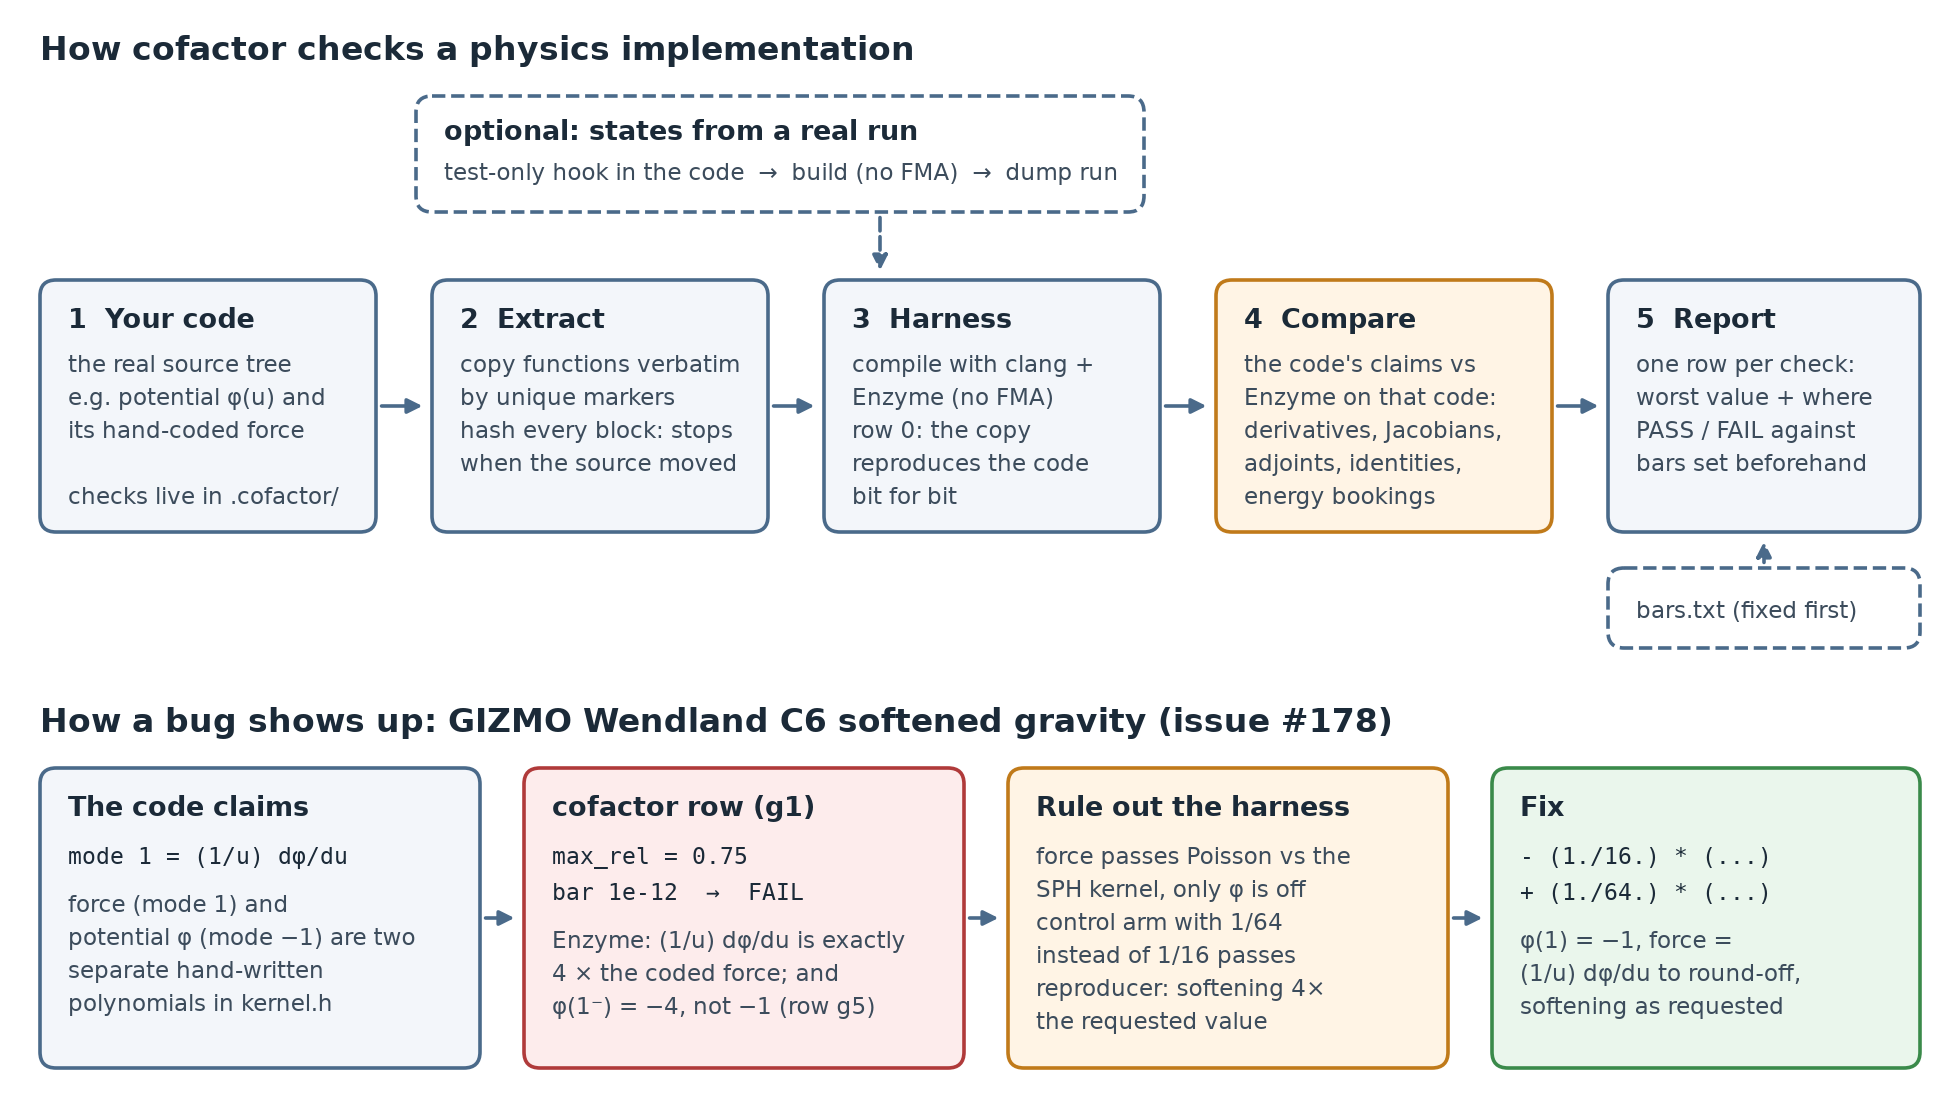 How cofactor checks a physics implementation
optional: states from a real run
test-only hook in the code → build (no FMA) → dump run
1 Your code
the real source tree
e.g. potential φ(u) and
its hand-coded force
checks live in .cofactor/
2 Extract
copy functions verbatim
by unique markers
hash every block: stops
when the source moved
3 Harness
compile with clang +
Enzyme (no FMA)
row 0: the copy
reproduces the code
bit for bit
4 Compare
the code's claims vs
Enzyme on that code:
derivatives, Jacobians,
adjoints, identities,
energy bookings
5 Report
one row per check:
worst value + where
PASS / FAIL against
bars set beforehand
bars.txt (fixed first)
How a bug shows up: GIZMO Wendland C6 softened gravity (issue #178)
The code claims
mode 1 = (1/u) dφ/du
force (mode 1) and
potential φ (mode −1) are two
separate hand-written
polynomials in kernel.h
cofactor row (g1)
max_rel = 0.75
bar 1e-12 → FAIL
Enzyme: (1/u) dφ/du is exactly
4 × the coded force; and
φ(1⁻) = −4, not −1 (row g5)
Rule out the harness
force passes Poisson vs the
SPH kernel, only φ is off
control arm with 1/64
instead of 1/16 passes
reproducer: softening 4×
the requested value
Fix
- (1./16.) * (...)
+ (1./64.) * (...)
φ(1) = −1, force =
(1/u) dφ/du to round-off,
softening as requested